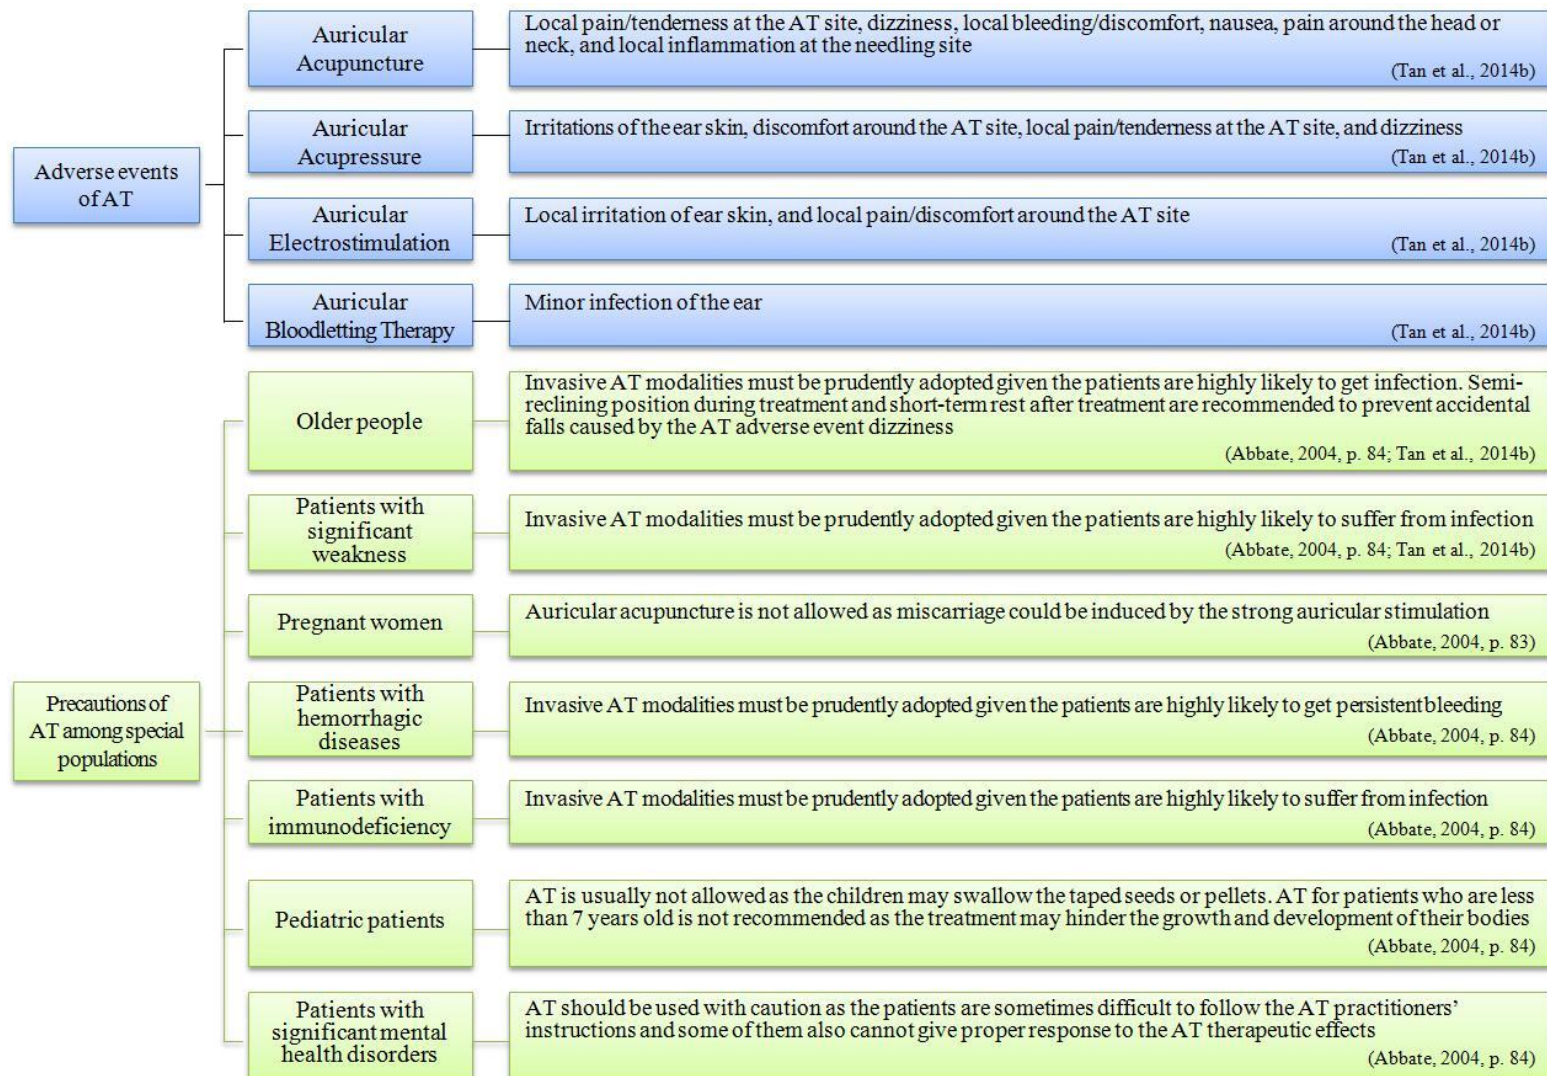 Adverse events
of AT
Auricular
Acupuncture
Local pain/tenderness at the AT site, dizziness, local bleeding/discomfort, nausea, pain around the head or
neck, and local inflammation at the needling site
(Tan et al., 2014b)
Auricular
Acupressure
Irritations of the ear skin, discomfort around the AT site, local pain/tenderness at the AT site, and dizziness
(Tan et al., 2014b)
Auricular
Electrostimulation
Local irritation of ear skin, and local pain/discomfort around the AT site
(Tan et al., 2014b)
Auricular
Bloodletting Therapy
Minor infection of the ear
(Tan et al., 2014b)
Precautions of
AT among special
populations
Older people
Invasive AT modalities must be prudently adopted given the patients are highly likely to get infection. Semi-
reclining position during treatment and short-term rest after treatment are recommended to prevent accidental
falls caused by the AT adverse event dizziness
(Abbate, 2004, p. 84; Tan et al., 2014b)
Patients with
significant
weakness
Invasive AT modalities must be prudently adopted given the patients are highly likely to suffer from infection
(Abbate, 2004, p. 84; Tan et al., 2014b)
Pregnant women
Auricular acupuncture is not allowed as miscarriage could be induced by the strong auricular stimulation
(Abbate, 2004, p. 83)
Patients with
hemorrhagic
diseases
Invasive AT modalities must be prudently adopted given the patients are highly likely to get persistent bleeding
(Abbate, 2004, p. 84)
Patients with
immunodeficiency
Invasive AT modalities must be prudently adopted given the patients are highly likely to suffer from infection
(Abbate, 2004, p. 84)
Pediatric patients
AT is usually not allowed as the children may swallow the taped seeds or pellets. AT for patients who are less
than 7 years old is not recommended as the treatment may hinder the growth and development of their bodies
(Abbate, 2004, p. 84)
Patients with
significant mental
health disorders
AT should be used with caution as the patients are sometimes difficult to follow the AT practitioners’
instructions and some of them also cannot give proper response to the AT therapeutic effects
(Abbate, 2004, p. 84)